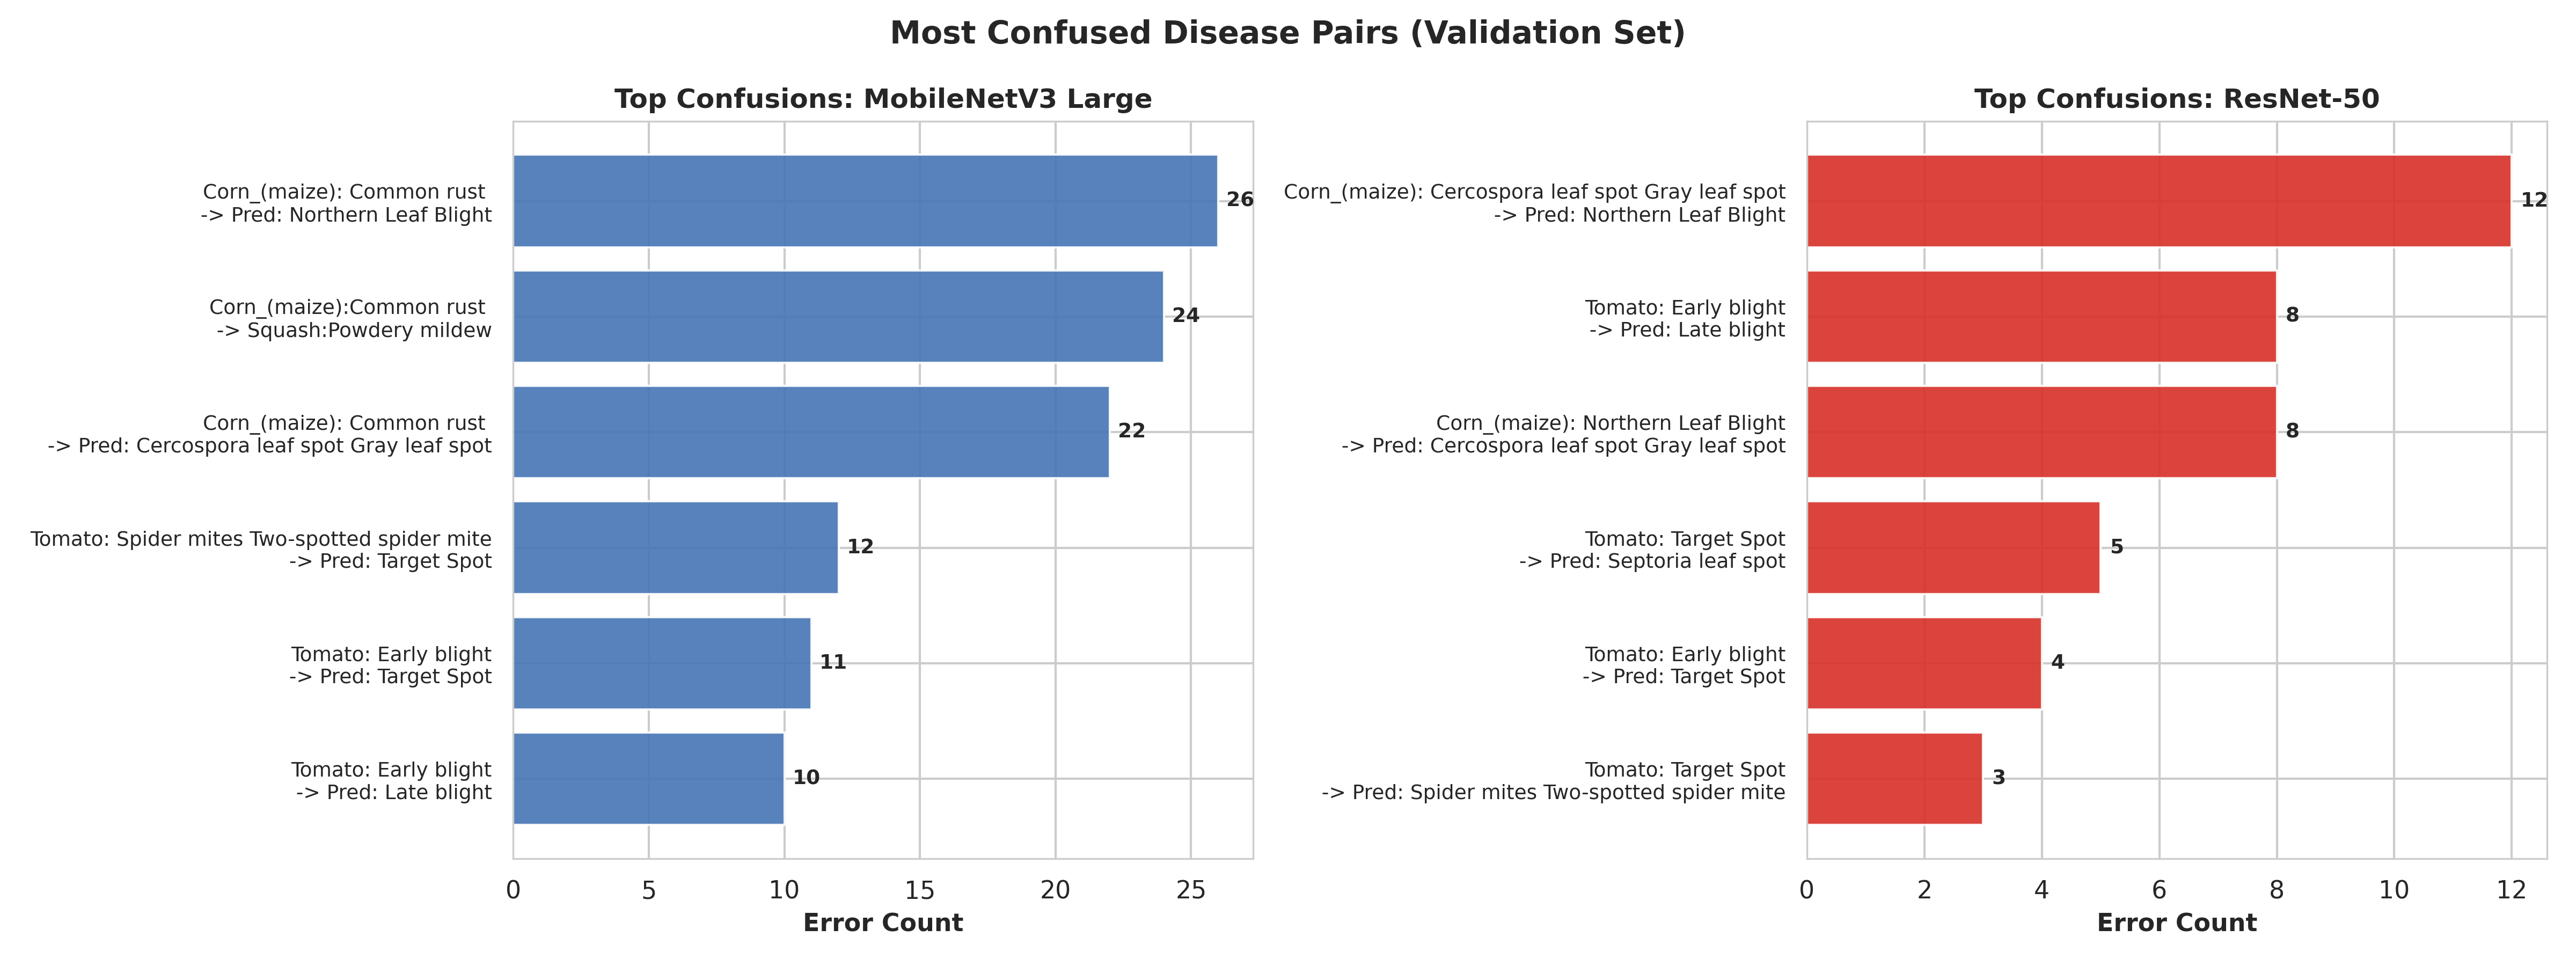 Most Confused Disease Pairs (Validation Set)
Top Confusions: MobileNetV3 Large
Corn_(maize): Common rust
-> Pred: Northern Leaf Blight
26
Corn_(maize):Common rust
-> Squash:Powdery mildew
24
Corn_(maize): Common rust
-> Pred: Cercospora leaf spot Gray leaf spot
22
Tomato: Spider mites Two-spotted spider mite
-> Pred: Target Spot
12
Tomato: Early blight
-> Pred: Target Spot
11
Tomato: Early blight
-> Pred: Late blight
10
0 5 10 15 20 25
Error Count
Top Confusions: ResNet-50
Corn_(maize): Cercospora leaf spot Gray leaf spot
-> Pred: Northern Leaf Blight
12
Tomato: Early blight
-> Pred: Late blight
8
Corn_(maize): Northern Leaf Blight
-> Pred: Cercospora leaf spot Gray leaf spot
8
Tomato: Target Spot
-> Pred: Septoria leaf spot
5
Tomato: Early blight
-> Pred: Target Spot
4
Tomato: Target Spot
-> Pred: Spider mites Two-spotted spider mite
3
0 2 4 6 8 10 12
Error Count